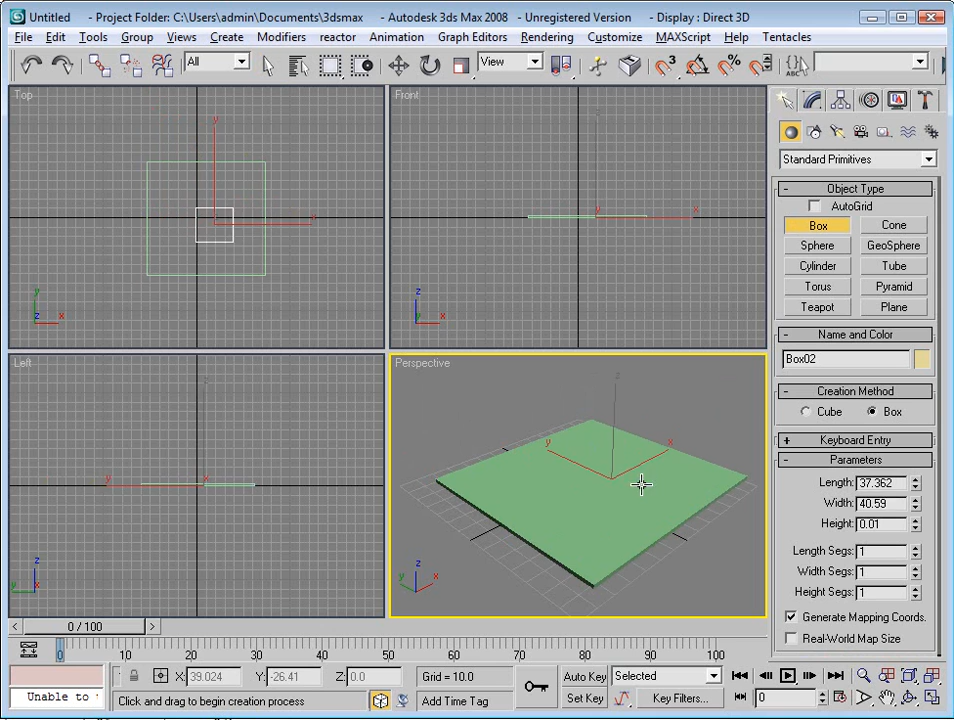 Untitled - Project Folder: C:\Users\admin\Documents\3dsmax - Autodesk 3ds Max 2008 - Unregistered Version - Display : Direct 3D
File Edit Tools Group Views Create Modifiers reactor Animation Graph Editors Rendering Customize MAXScript Help Tentacles
All View 3 % ABC
Top Front
Standard Primitives
Object Type
AutoGrid
Box Cone
Sphere GeoSphere
Cylinder Tube
Torus Pyramid
Teapot Plane
y x y x
y z x z y x
Left Perspective
Name and Color
Box02
Creation Method
Cube Box
Keyboard Entry
Parameters
Length: 37.362
Width: 40.59
Height: 0.01
Length Segs: 1
Width Segs: 1
Height Segs: 1
Generate Mapping Coords.
Real-World Map Size
z y x y x
z y x z y x
0 / 100
0 10 20 30 40 50 60 70 80 90 100
X: 39.024 Y: -26.41 Z: 0.0 Grid = 10.0 Auto Key Selected
Unable to Click and drag to begin creation process Add Time Tag Set Key Key Filters... 0